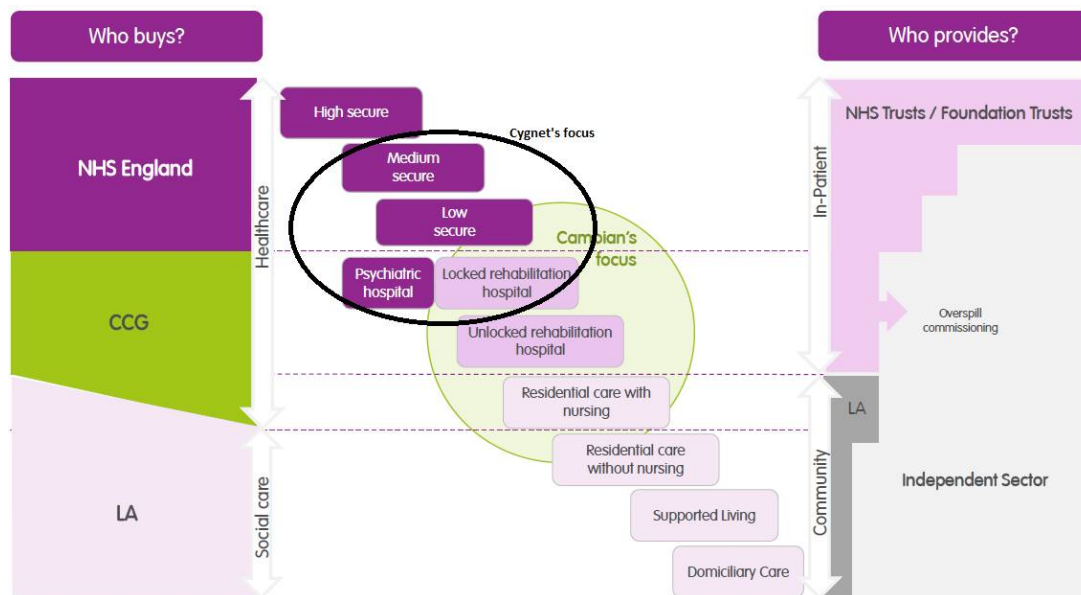 Who buys?
Who provides?
NHS England
CCG
LA
Healthcare
Social care
High secure
Cygnet's focus
Medium
secure
Low
secure
Cambian's
focus
Psychiatric
hospital
Locked rehabilitation
hospital
Unlocked rehabilitation
hospital
Residential care with
nursing
Residential care
without nursing
Supported Living
Domiciliary Care
In-Patient
Community
NHS Trusts / Foundation Trusts
Overspill
commissioning
LA
Independent Sector